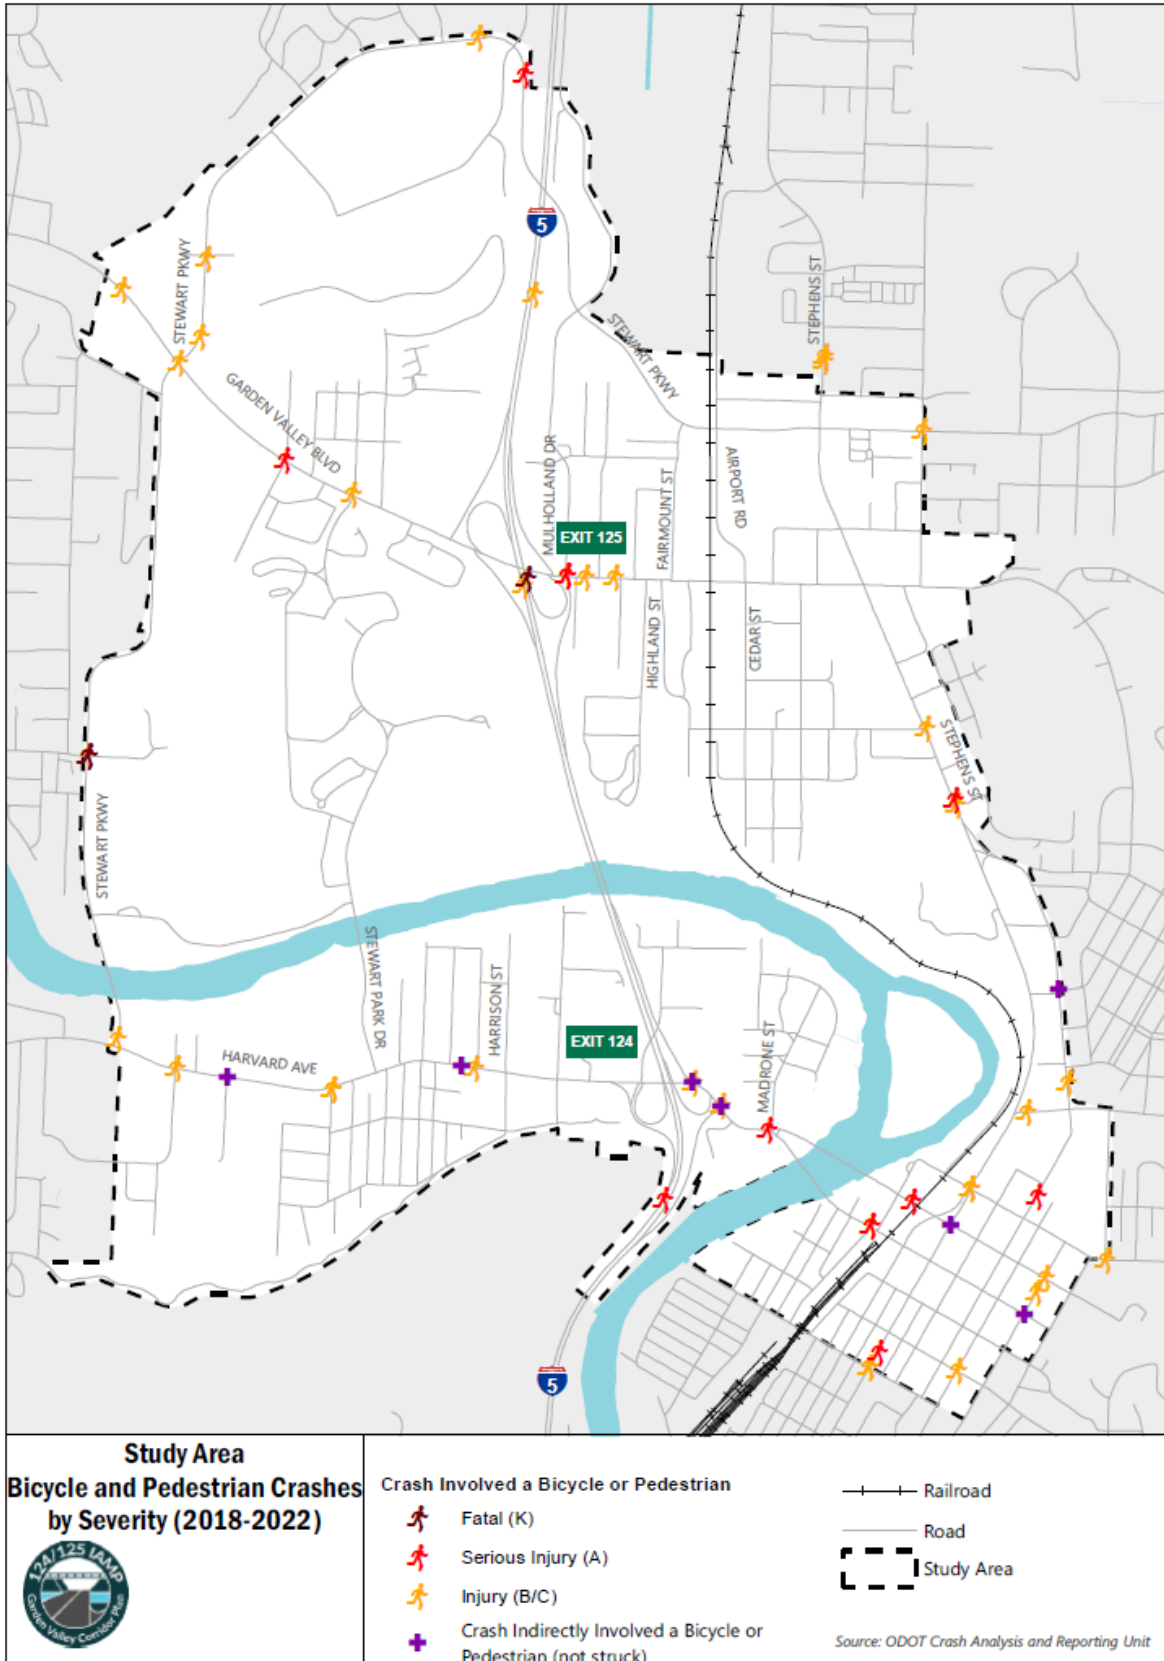 5
STEWART PKWY
STEPHENS ST
STEWART PKWY
GARDEN VALLEY BLVD
MULHOLLAND DR
EXIT 125
FAIRMOUNT ST
AIRPORT RD
HIGHLAND ST
CEDAR ST
STEPHENS ST
STEWART PKWY
STEWART PARK DR
HARRISON ST
EXIT 124
MADRONE ST
HARVARD AVE
5
Study Area
Bicycle and Pedestrian Crashes
by Severity (2018-2022)
124/125 IAMP
Garden Valley Corridor Plan
Crash Involved a Bicycle or Pedestrian
Fatal (K)
Serious Injury (A)
Injury (B/C)
Crash Indirectly Involved a Bicycle or
Pedestrian (not struck)
Railroad
Road
Study Area
Source: ODOT Crash Analysis and Reporting Unit